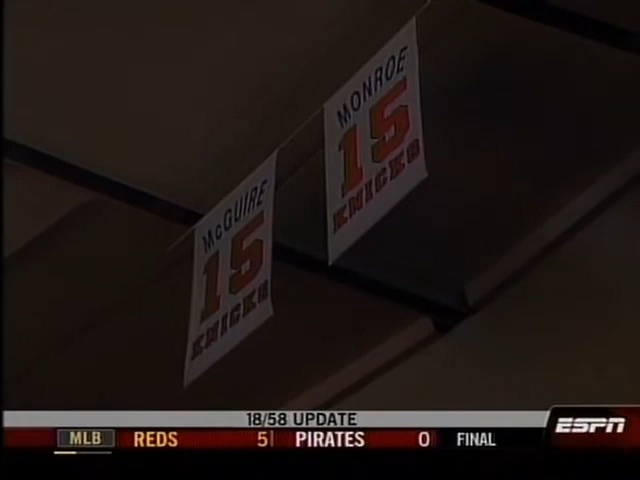 MONROE
15
KNICKS
McGUIRE
15
KNICKS
18/58 UPDATE
MLB REDS 5 PIRATES 0 FINAL ESPN